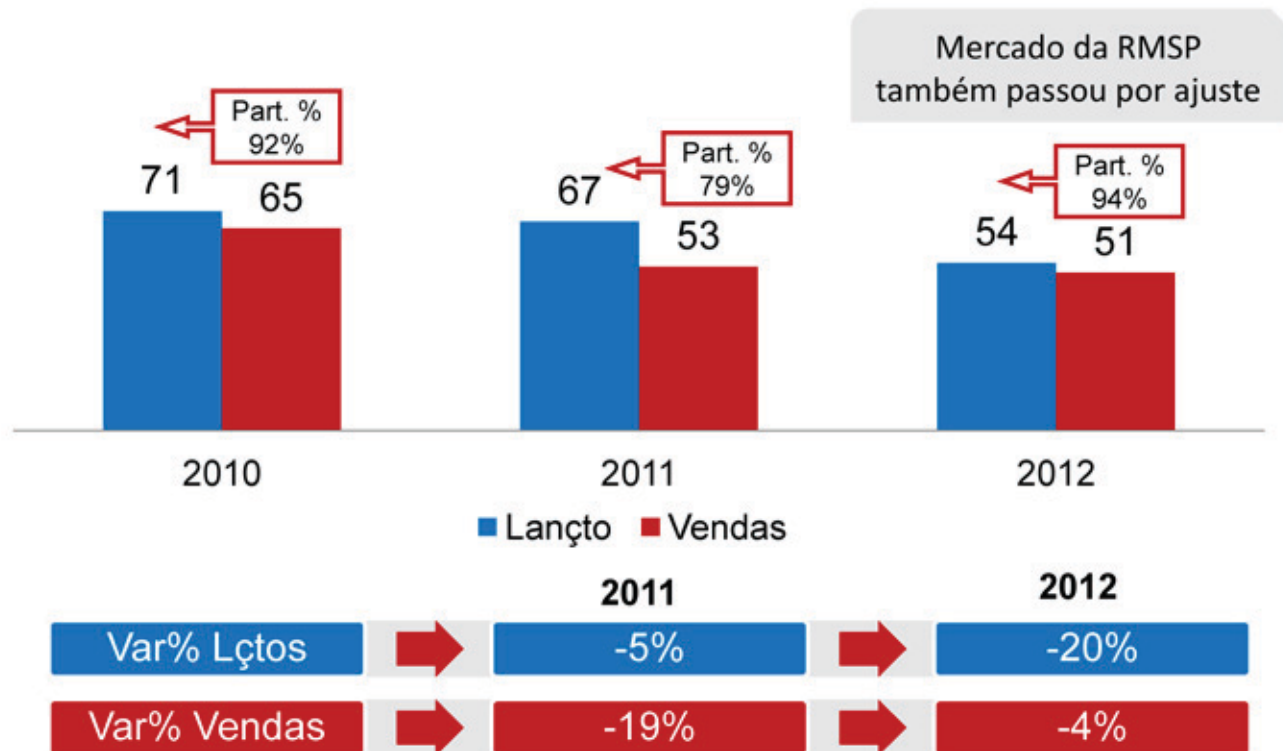 Mercado da RMSP
também passou por ajuste
Part. %
92%
71
65
Part. %
79%
67
53
Part. %
94%
54
51
2010
2011
2012
Lançto
Vendas
2011
2012
Var% Lçtos
-5%
-20%
Var% Vendas
-19%
-4%